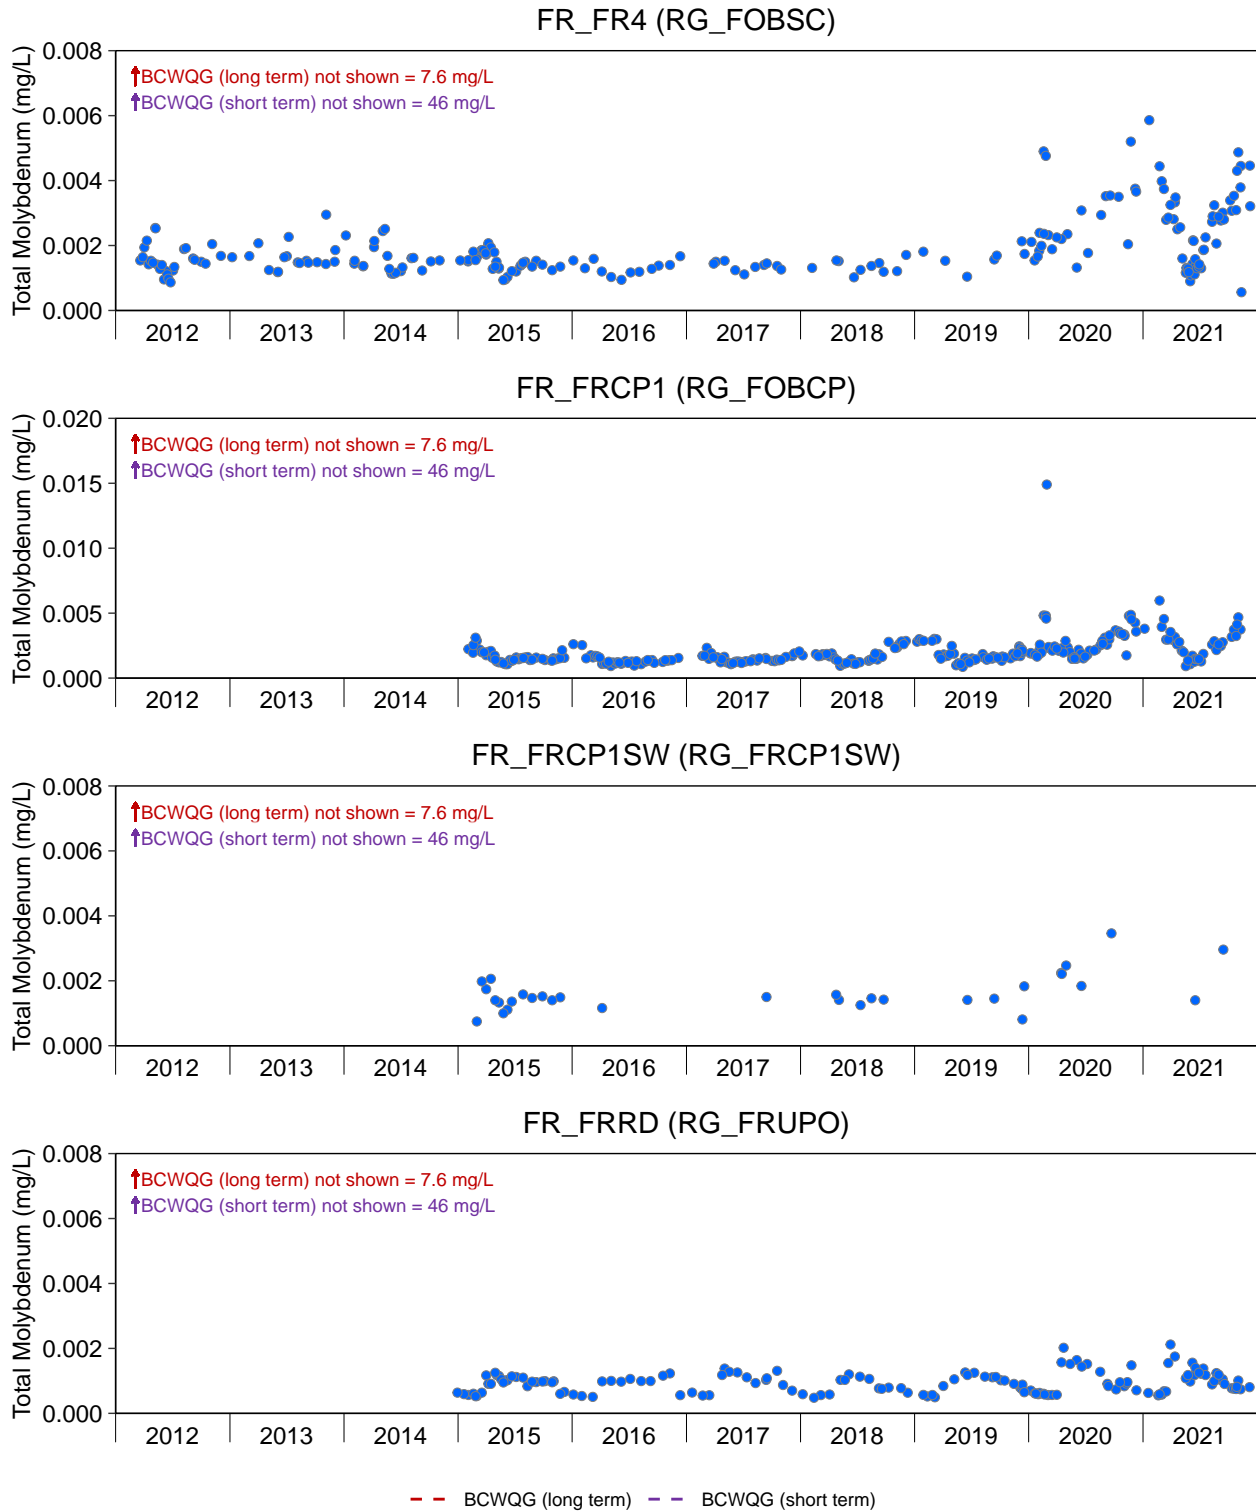 FR_FR4 (RG_FOBSC)
Total Molybdenum (mg/L)
0.008
0.006
0.004
0.002
0.000
BCWQG (long term) not shown = 7.6 mg/L
BCWQG (short term) not shown = 46 mg/L
2012 2013 2014 2015 2016 2017 2018 2019 2020 2021
FR_FRCP1 (RG_FOBCP)
Total Molybdenum (mg/L)
0.020
0.015
0.010
0.005
0.000
BCWQG (long term) not shown = 7.6 mg/L
BCWQG (short term) not shown = 46 mg/L
2012 2013 2014 2015 2016 2017 2018 2019 2020 2021
FR_FRCP1SW (RG_FRCP1SW)
Total Molybdenum (mg/L)
0.008
0.006
0.004
0.002
0.000
BCWQG (long term) not shown = 7.6 mg/L
BCWQG (short term) not shown = 46 mg/L
2012 2013 2014 2015 2016 2017 2018 2019 2020 2021
FR_FRRD (RG_FRUPO)
Total Molybdenum (mg/L)
0.008
0.006
0.004
0.002
0.000
BCWQG (long term) not shown = 7.6 mg/L
BCWQG (short term) not shown = 46 mg/L
2012 2013 2014 2015 2016 2017 2018 2019 2020 2021
BCWQG (long term) BCWQG (short term)